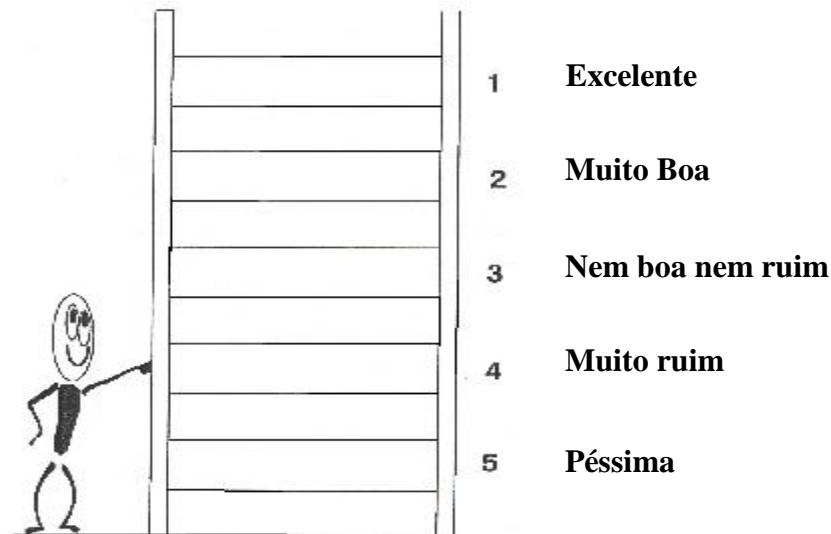 1 Excelente
2 Muito Boa
3 Nem boa nem ruim
4 Muito ruim
5 Péssima